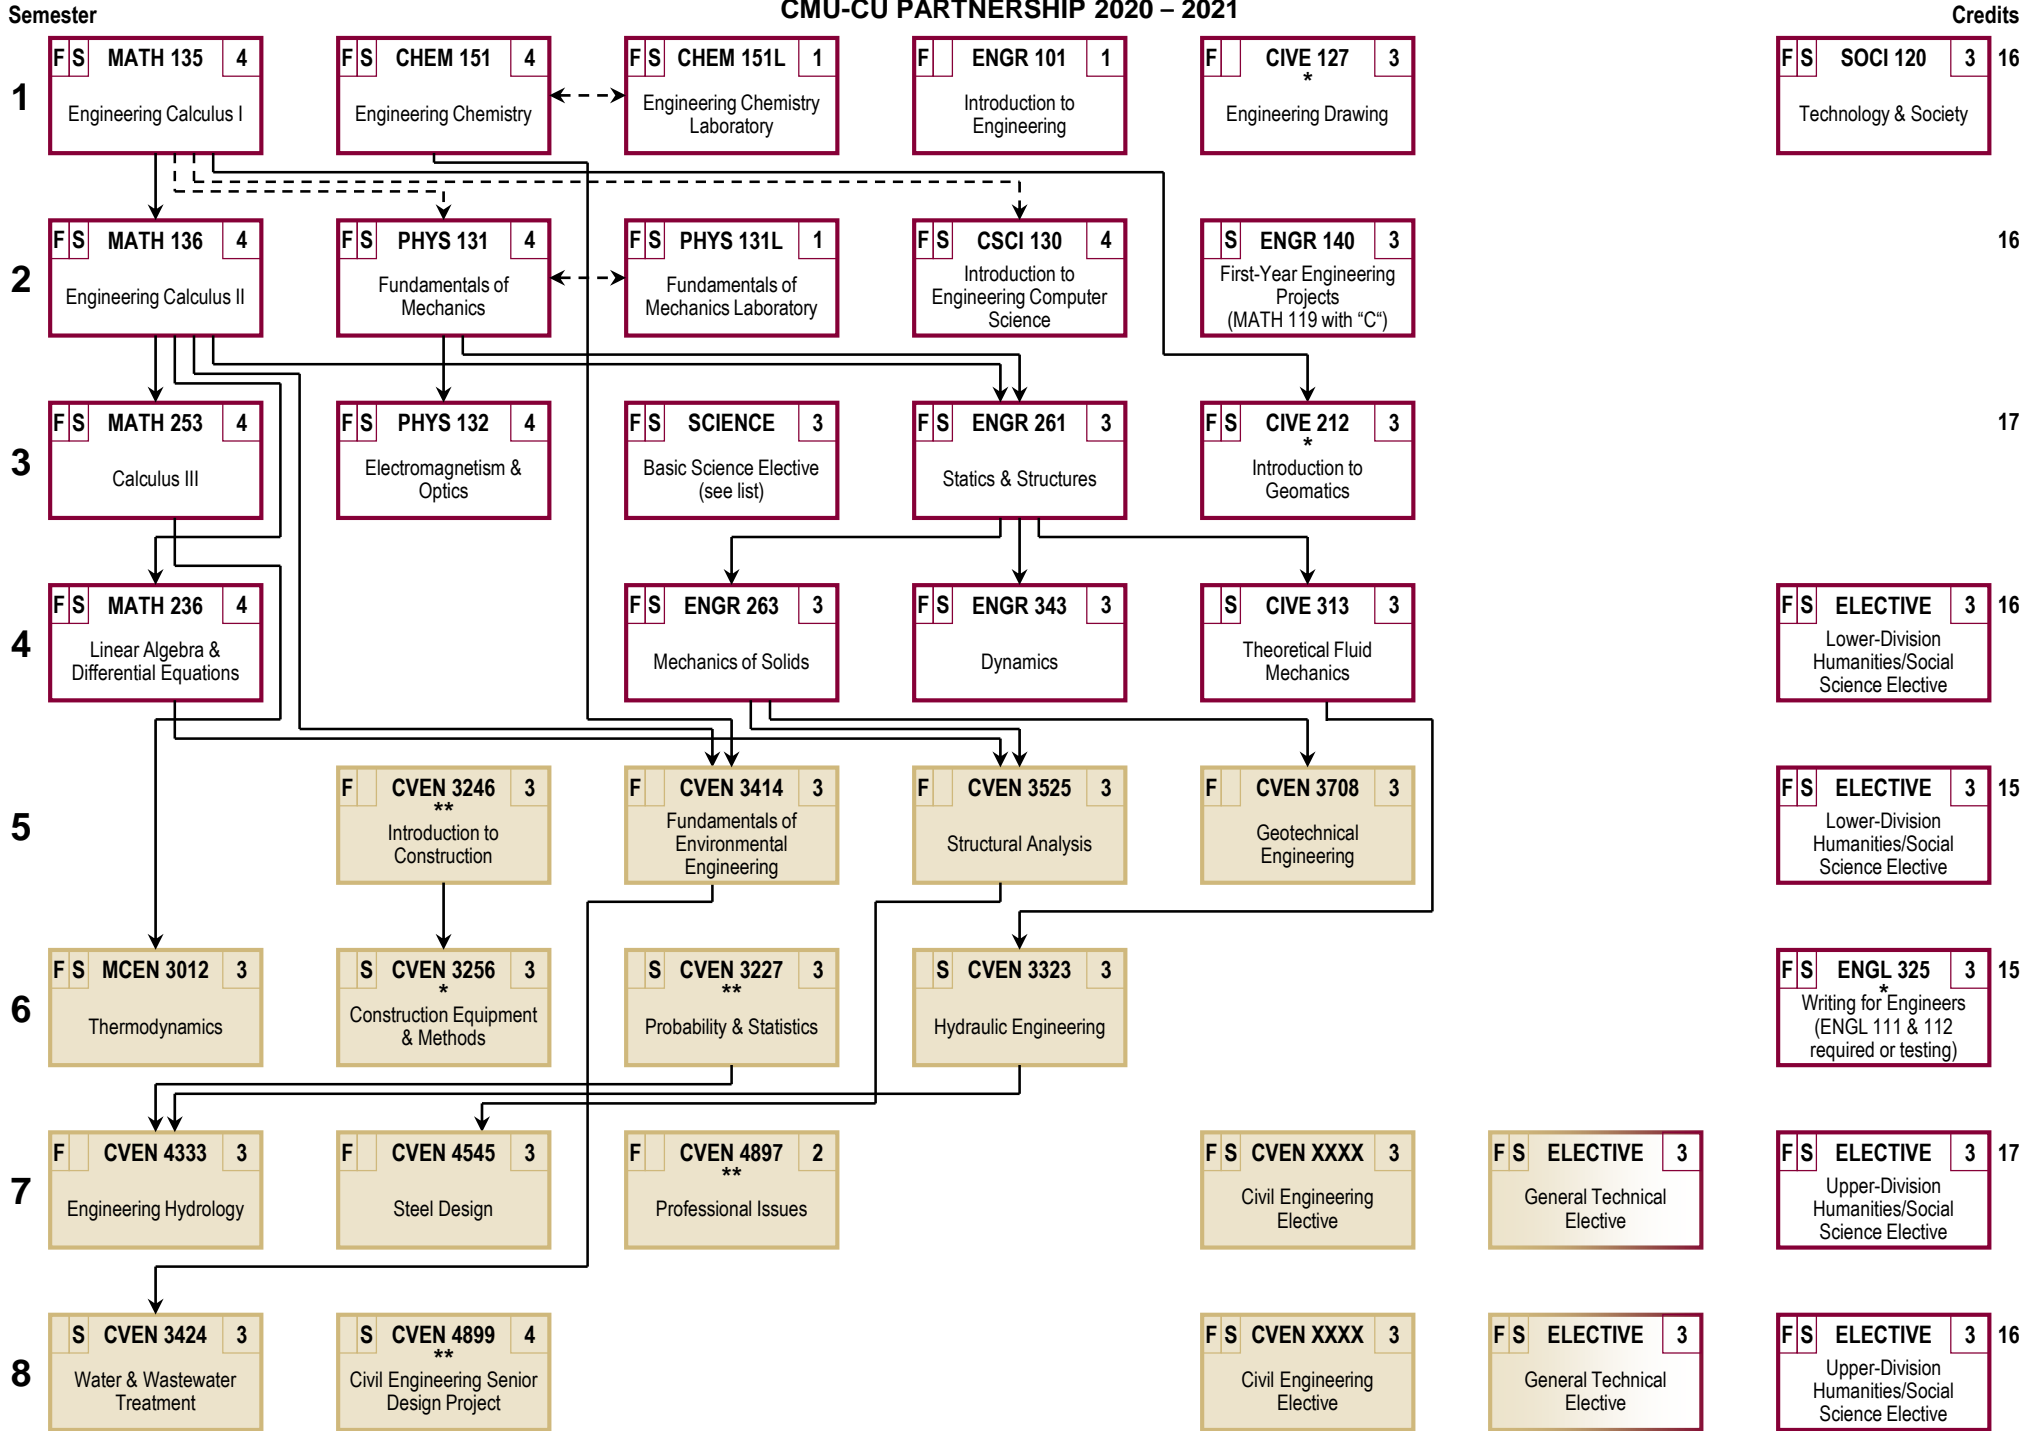 CMU-CU PARTNERSHIP 2020 – 2021
Semester
Credits
1
F S MATH 135 4
Engineering Calculus I
F S CHEM 151 4
Engineering Chemistry
F S CHEM 151L 1
Engineering Chemistry
Laboratory
F ENGR 101 1
Introduction to
Engineering
F CIVE 127 3
*
Engineering Drawing
F S SOCI 120 3
Technology & Society
16
2
F S MATH 136 4
Engineering Calculus II
F S PHYS 131 4
Fundamentals of
Mechanics
F S PHYS 131L 1
Fundamentals of
Mechanics Laboratory
F S CSCI 130 4
Introduction to
Engineering Computer
Science
S ENGR 140 3
First-Year Engineering
Projects
(MATH 119 with “C“)
16
3
F S MATH 253 4
Calculus III
F S PHYS 132 4
Electromagnetism &
Optics
F S SCIENCE 3
Basic Science Elective
(see list)
F S ENGR 261 3
Statics & Structures
F S CIVE 212 3
*
Introduction to
Geomatics
17
4
F S MATH 236 4
Linear Algebra &
Differential Equations
F S ENGR 263 3
Mechanics of Solids
F S ENGR 343 3
Dynamics
S CIVE 313 3
Theoretical Fluid
Mechanics
F S ELECTIVE 3
Lower-Division
Humanities/Social
Science Elective
16
5
F CVEN 3246 3
**
Introduction to
Construction
F CVEN 3414 3
Fundamentals of
Environmental
Engineering
F CVEN 3525 3
Structural Analysis
F CVEN 3708 3
Geotechnical
Engineering
F S ELECTIVE 3
Lower-Division
Humanities/Social
Science Elective
15
6
F S MCEN 3012 3
Thermodynamics
S CVEN 3256 3
*
Construction Equipment
& Methods
S CVEN 3227 3
**
Probability & Statistics
S CVEN 3323 3
Hydraulic Engineering
F S ENGL 325 3
*
Writing for Engineers
(ENGL 111 & 112
required or testing)
15
7
F CVEN 4333 3
Engineering Hydrology
F CVEN 4545 3
Steel Design
F CVEN 4897 2
**
Professional Issues
F S CVEN XXXX 3
Civil Engineering
Elective
F S ELECTIVE 3
General Technical
Elective
F S ELECTIVE 3
Upper-Division
Humanities/Social
Science Elective
17
8
S CVEN 3424 3
Water & Wastewater
Treatment
S CVEN 4899 4
**
Civil Engineering Senior
Design Project
F S CVEN XXXX 3
Civil Engineering
Elective
F S ELECTIVE 3
General Technical
Elective
F S ELECTIVE 3
Upper-Division
Humanities/Social
Science Elective
16